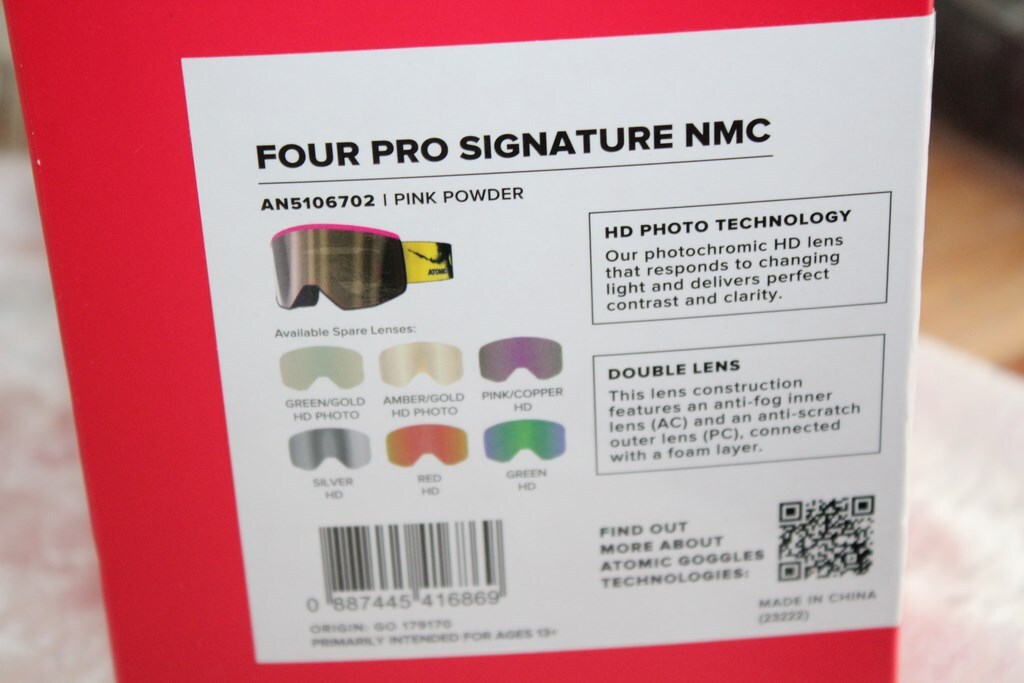 FOUR PRO SIGNATURE NMC
AN5106702 | PINK POWDER
ATOMIC
Available Spare Lenses:
GREEN/GOLD
HD PHOTO
AMBER/GOLD
HD PHOTO
PINK/COPPER
HD
SILVER
HD
RED
HD
GREEN
HD
HD PHOTO TECHNOLOGY
Our photochromic HD lens
that responds to changing
light and delivers perfect
contrast and clarity.
DOUBLE LENS
This lens construction
features an anti-fog inner
lens (AC) and an anti-scratch
outer lens (PC), connected
with a foam layer.
0 887445 416869
ORIGIN: GO 179170
PRIMARILY INTENDED FOR AGES 13+
FIND OUT
MORE ABOUT
ATOMIC GOGGLES
TECHNOLOGIES:
MADE IN CHINA
(23222)